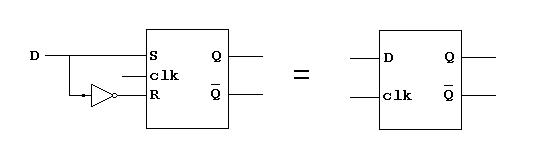 D S Q
clk
R Q̅
=
D Q
clk Q̅